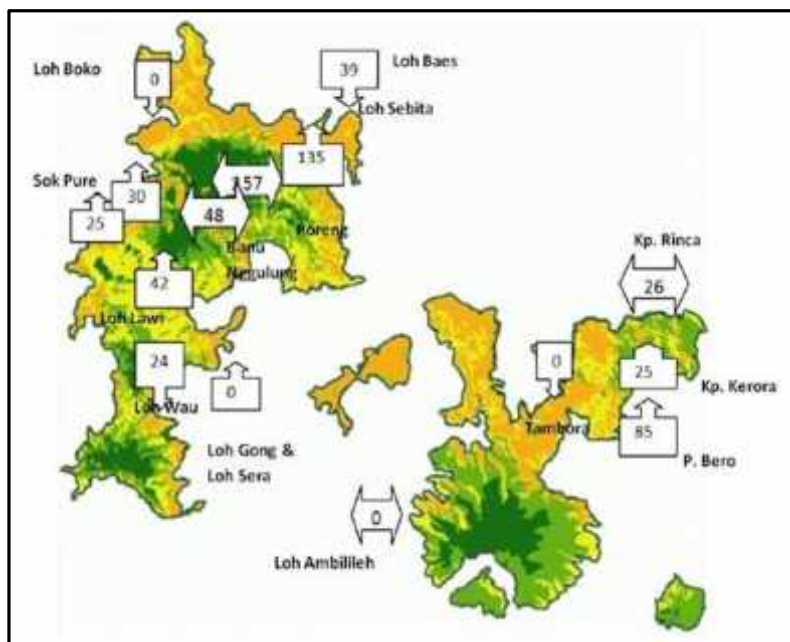 Loh Boko
0
39
Loh Baes
Loh Sebita
135
Sok Pure
30
157
25
48
Roreng
Banu
Nggulung
42
Loh Lawi
24
0
Loh Wau
Loh Gong &
Loh Sera
Kp. Rinca
26
0
25
Kp. Kerora
Tambora
85
P. Bero
0
Loh Ambilileh